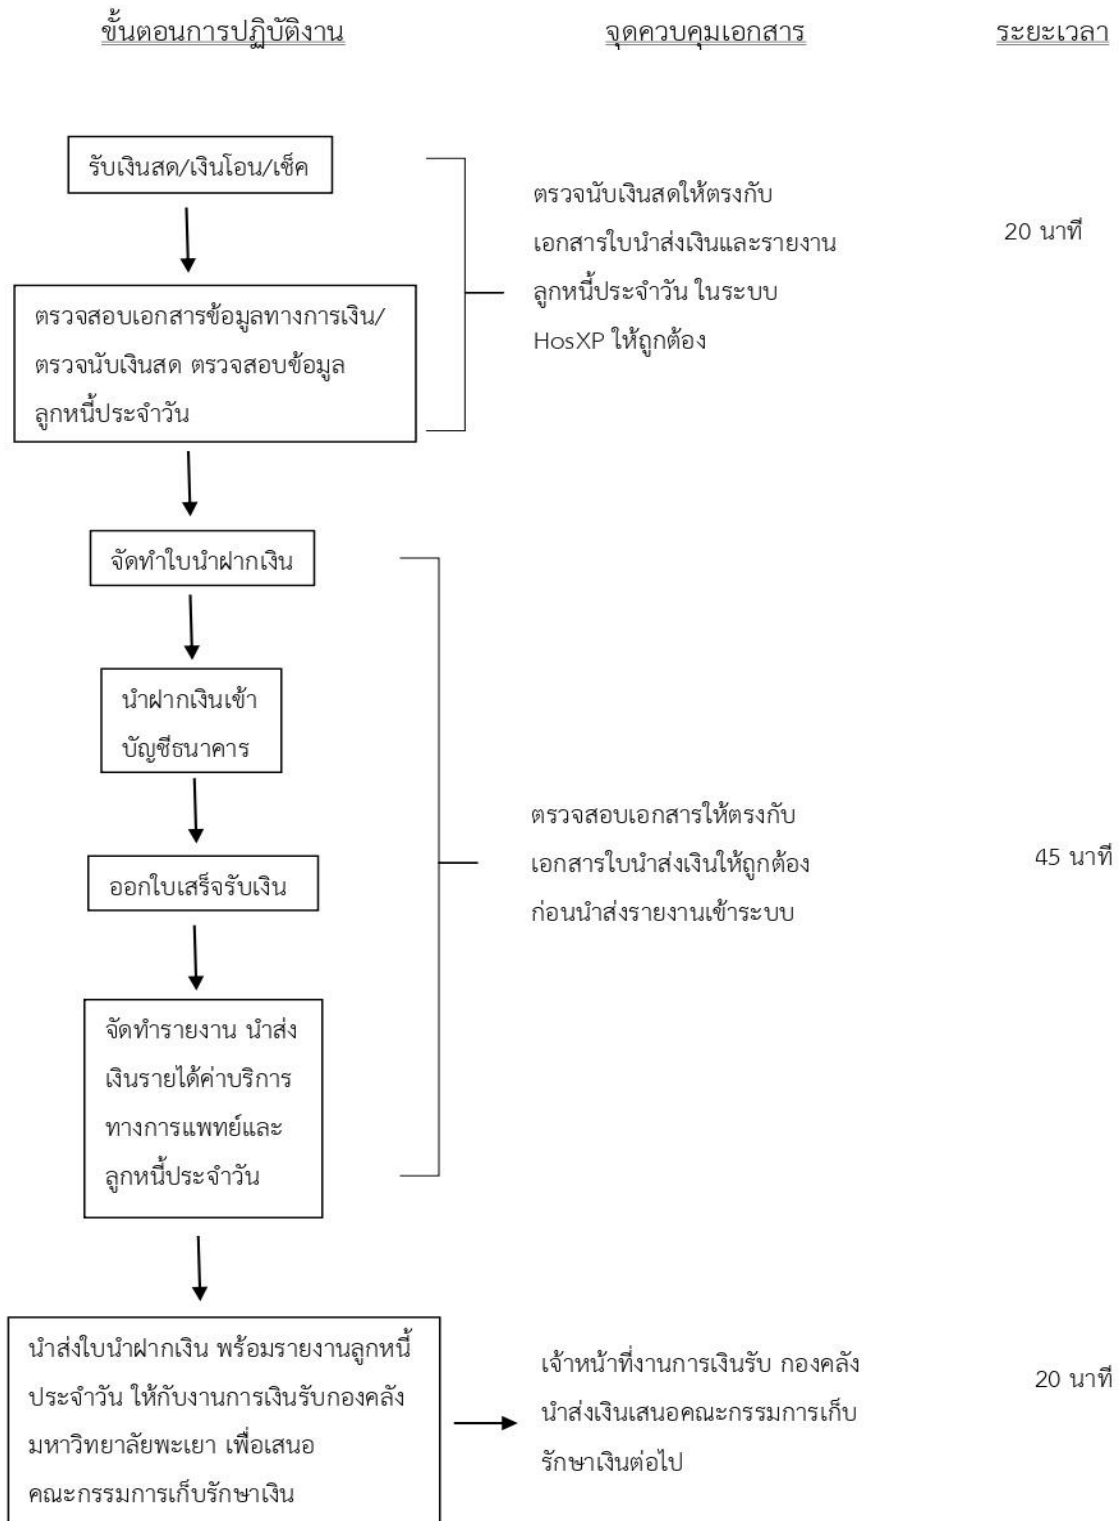 ขั้นตอนการปฏิบัติงาน
จุดควบคุมเอกสาร
ระยะเวลา
รับเงินสด/เงินโอน/เช็ค
ตรวจสอบเอกสารข้อมูลทางการเงิน/
ตรวจนับเงินสด ตรวจสอบข้อมูล
ลูกหนี้ประจำวัน
ตรวจนับเงินสดให้ตรงกับ
เอกสารใบนำส่งเงินและรายงาน
ลูกหนี้ประจำวัน ในระบบ
HosXP ให้ถูกต้อง
20 นาที
จัดทำใบนำฝากเงิน
นำฝากเงินเข้า
บัญชีธนาคาร
ออกใบเสร็จรับเงิน
จัดทำรายงาน นำส่ง
เงินรายได้ค่าบริการ
ทางการแพทย์และ
ลูกหนี้ประจำวัน
ตรวจสอบเอกสารให้ตรงกับ
เอกสารใบนำส่งเงินให้ถูกต้อง
ก่อนนำส่งรายงานเข้าระบบ
45 นาที
นำส่งใบนำฝากเงิน พร้อมรายงานลูกหนี้
ประจำวัน ให้กับงานการเงินรับกองคลัง
มหาวิทยาลัยพะเยา เพื่อเสนอ
คณะกรรมการเก็บรักษาเงิน
เจ้าหน้าที่งานการเงินรับ กองคลัง
นำส่งเงินเสนอคณะกรรมการเก็บ
รักษาเงินต่อไป
20 นาที